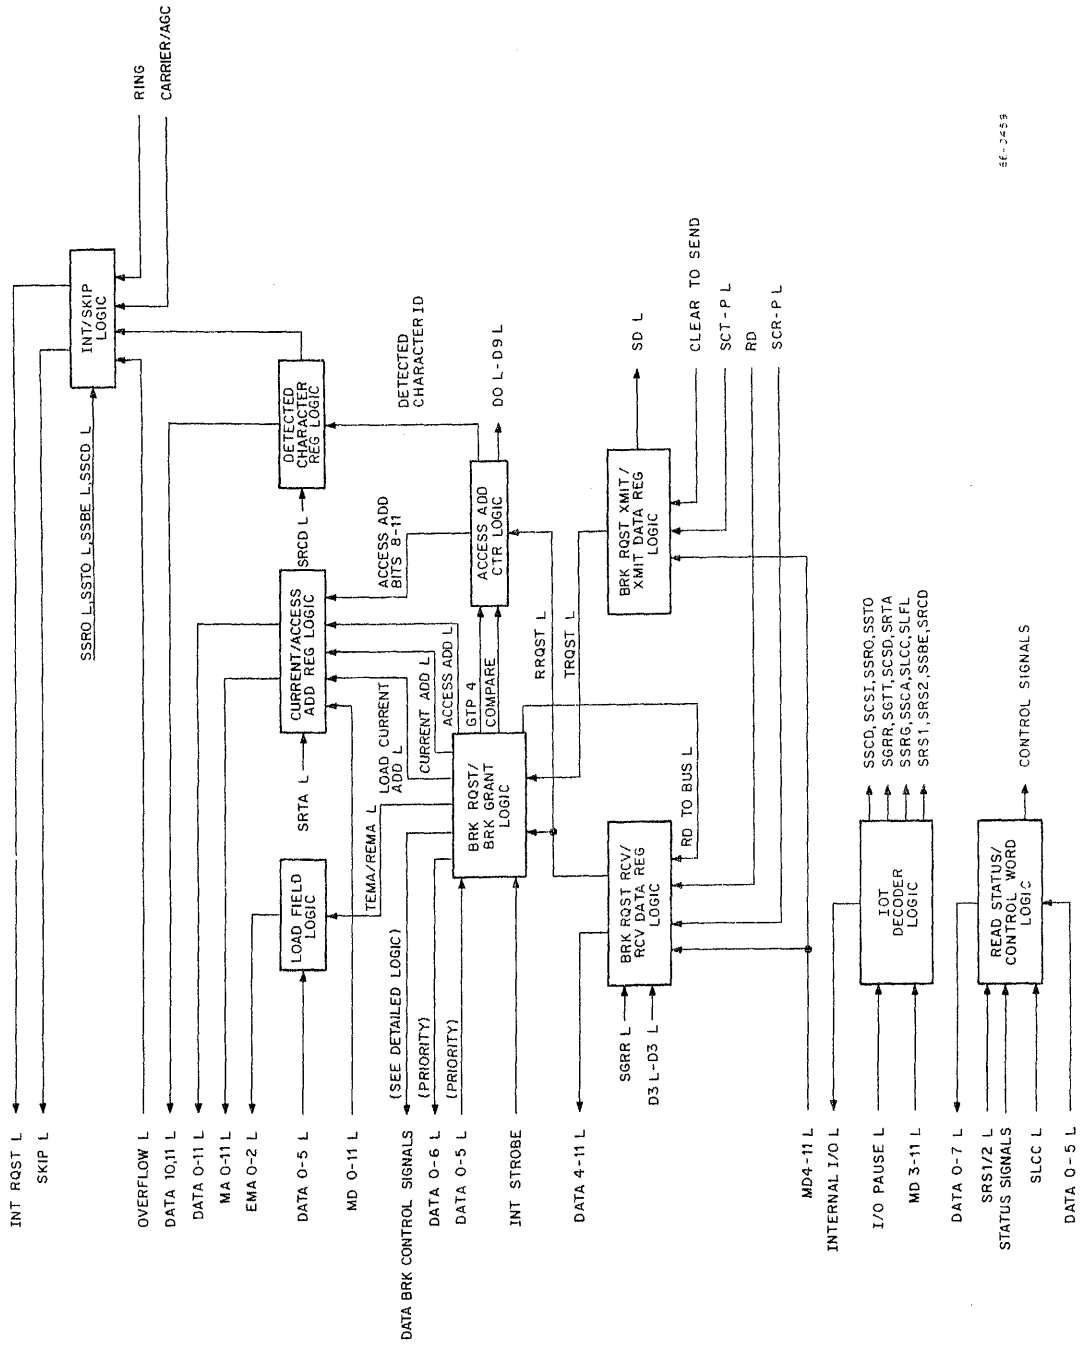 INT RQST L
SKIP L
OVERFLOW L
DATA 10,11 L
DATA 0-11 L
MA 0-11 L
EMA 0-2 L
DATA 0-5 L
MD 0-11 L
DATA BRK CONTROL SIGNALS
DATA 0-6 L
DATA 0-5 L
INT STROBE
DATA 4-11 L
MD4-11 L
INTERNAL I/O L
I/O PAUSE L
MD 3-11 L
DATA 0-7 L
SRS1/2 L
STATUS SIGNALS
SLCC L
DATA 0-5 L
(SEE DETAILED LOGIC)
(PRIORITY)
(PRIORITY)
SGRR L
D3 L-D3 L
LOAD FIELD
LOGIC
TEMA/REMA L
SRTA L
BRK RQST/
BRK GRANT
LOGIC
BRK RQST RCV/
RCV DATA REG
LOGIC
RD TO BUS L
IOT
DECODER
LOGIC
READ STATUS/
CONTROL WORD
LOGIC
SSRO L,SSTO L,SSBE L,SSCD L
CURRENT/ACCESS
ADD REG LOGIC
LOAD CURRENT
ADD L
CURRENT ADD L
ACCESS ADD L
GTP 4
COMPARE
RRQST L
TRQST L
SSCD,SCSI,SSRO,SSTO
SGRR,SGTT,SCSD,SRTA
SSRG,SSCA,SLCC,SLFL
SRS1,SRS2,SSBE,SRCD
CONTROL SIGNALS
SRCD L
ACCESS ADD
BITS 8-11
ACCESS ADD
CTR LOGIC
BRK RQST XMIT/
XMIT DATA REG
LOGIC
INT/SKIP
LOGIC
DETECTED
CHARACTER
REG LOGIC
DETECTED
CHARACTER ID
DO L-D9 L
SD L
CLEAR TO SEND
SCT-P L
RD
SCR-P L
RING
CARRIER/AGC